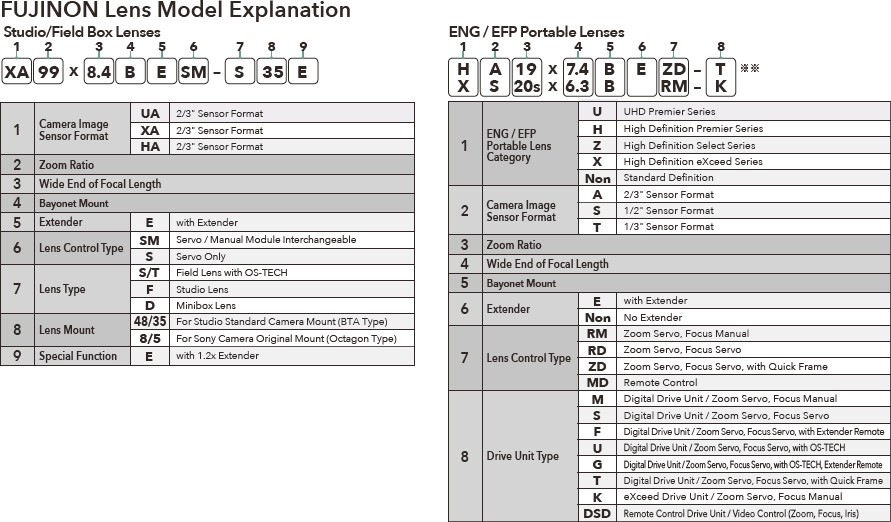 FUJINON Lens Model Explanation
Studio/Field Box Lenses
1 2 3 4 5 6 7 8 9
XA 99 x 8.4 B E SM – S 35 E
1 Camera Image Sensor Format
UA 2/3" Sensor Format
XA 2/3" Sensor Format
HA 2/3" Sensor Format
2 Zoom Ratio
3 Wide End of Focal Length
4 Bayonet Mount
5 Extender E with Extender
6 Lens Control Type
SM Servo / Manual Module Interchangeable
S Servo Only
7 Lens Type
S/T Field Lens with OS-TECH
F Studio Lens
D Minibox Lens
8 Lens Mount
48/35 For Studio Standard Camera Mount (BTA Type)
8/5 For Sony Camera Original Mount (Octagon Type)
9 Special Function E with 1.2x Extender
ENG / EFP Portable Lenses
1 2 3 4 5 6 7 8
H A 19 x 7.4 B E ZD – T ※※
X S 20s x 6.3 B RM – K
1 ENG / EFP Portable Lens Category
U UHD Premier Series
H High Definition Premier Series
Z High Definition Select Series
X High Definition eXceed Series
Non Standard Definition
2 Camera Image Sensor Format
A 2/3" Sensor Format
S 1/2" Sensor Format
T 1/3" Sensor Format
3 Zoom Ratio
4 Wide End of Focal Length
5 Bayonet Mount
6 Extender
E with Extender
Non No Extender
7 Lens Control Type
RM Zoom Servo, Focus Manual
RD Zoom Servo, Focus Servo
ZD Zoom Servo, Focus Servo, with Quick Frame
MD Remote Control
8 Drive Unit Type
M Digital Drive Unit / Zoom Servo, Focus Manual
S Digital Drive Unit / Zoom Servo, Focus Servo
F Digital Drive Unit / Zoom Servo, Focus Servo, with Extender Remote
U Digital Drive Unit / Zoom Servo, Focus Servo, with OS-TECH
G Digital Drive Unit / Zoom Servo, Focus Servo, with OS-TECH, Extender Remote
T Digital Drive Unit / Zoom Servo, Focus Servo, with Quick Frame
K eXceed Drive Unit / Zoom Servo, Focus Manual
DSD Remote Control Drive Unit / Video Control (Zoom, Focus, Iris)